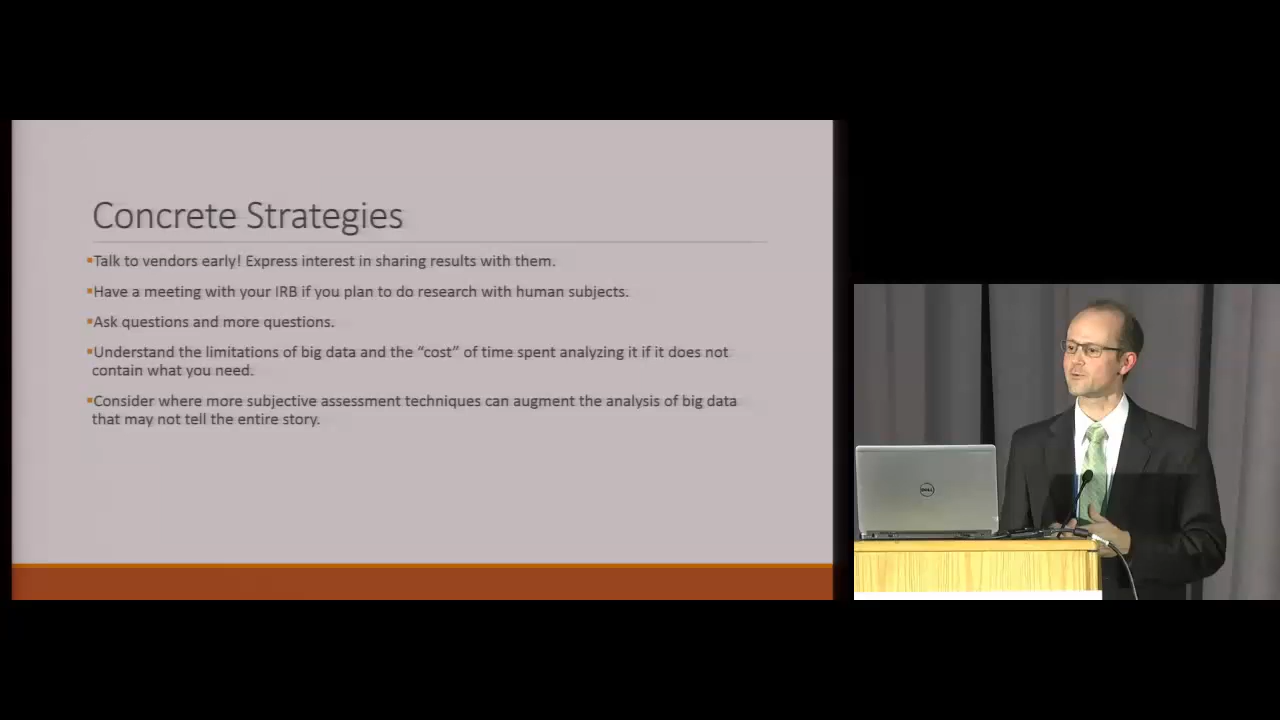 Concrete Strategies
▪Talk to vendors early! Express interest in sharing results with them.
▪Have a meeting with your IRB if you plan to do research with human subjects.
▪Ask questions and more questions.
▪Understand the limitations of big data and the “cost” of time spent analyzing it if it does not
contain what you need.
▪Consider where more subjective assessment techniques can augment the analysis of big data
that may not tell the entire story.
DELL